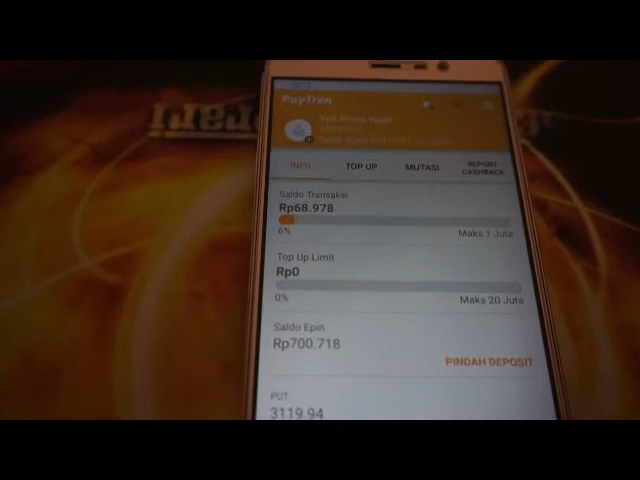 PayTren
INFO
TOP UP
MUTASI
REPORT
CASHBACK
Saldo Transaksi
Rp68.978
6%
Maks 1 Juta
Top Up Limit
Rp0
0%
Maks 20 Juta
Saldo Epin
Rp700.718
PINDAH DEPOSIT
PUT
3119.94